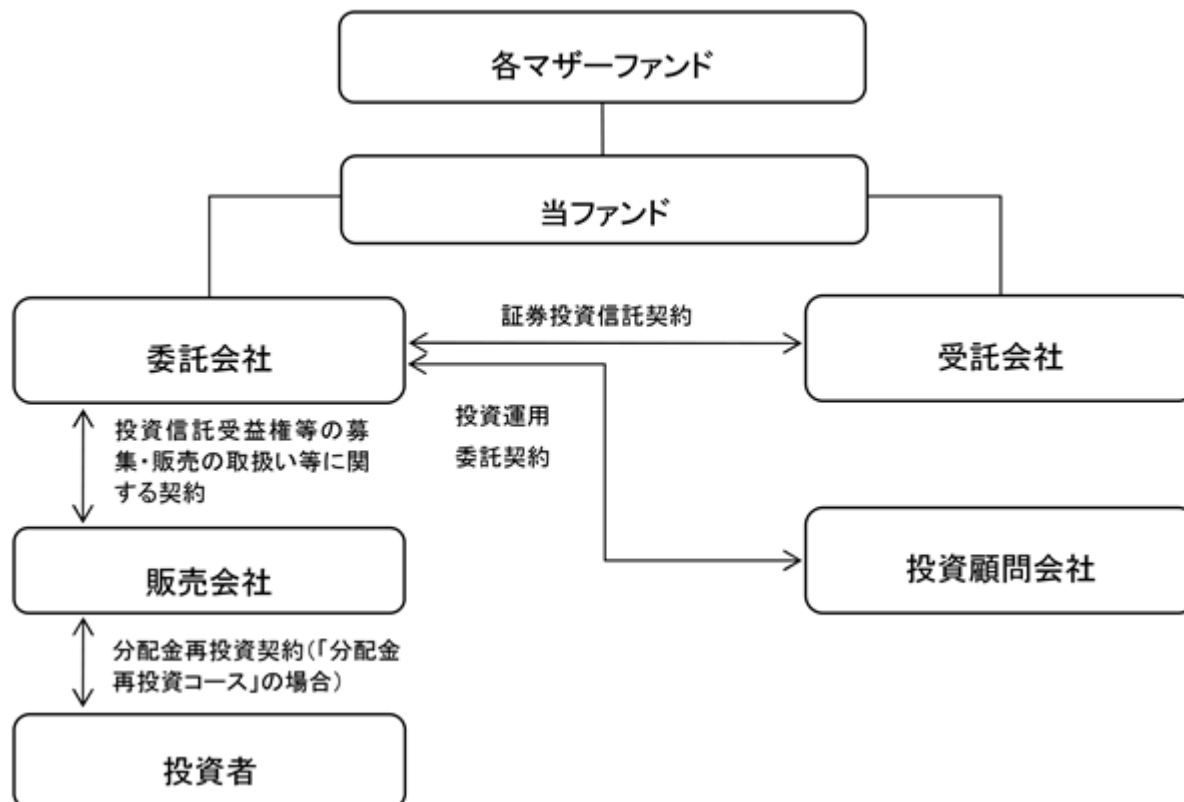 各マザーファンド
当ファンド
委託会社
証券投資信託契約
受託会社
投資運用
委託契約
投資信託受益権等の募
集・販売の取扱い等に関
する契約
販売会社
投資顧問会社
分配金再投資契約(「分配金
再投資コース」の場合)
投資者